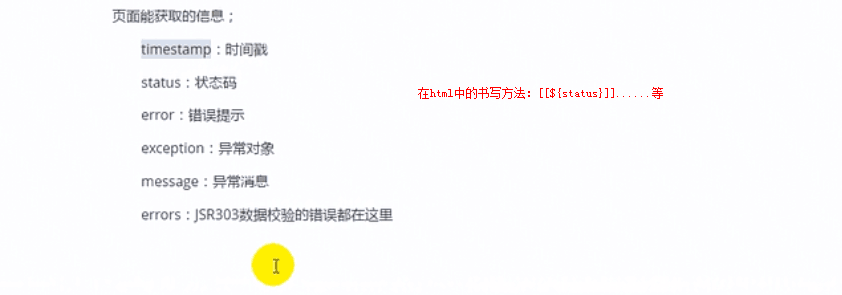 页面能获取的信息；
timestamp：时间戳
status：状态码
在html中的书写方法：[[${status}]]......等
error：错误提示
exception：异常对象
message：异常消息
errors：JSR303数据校验的错误都在这里